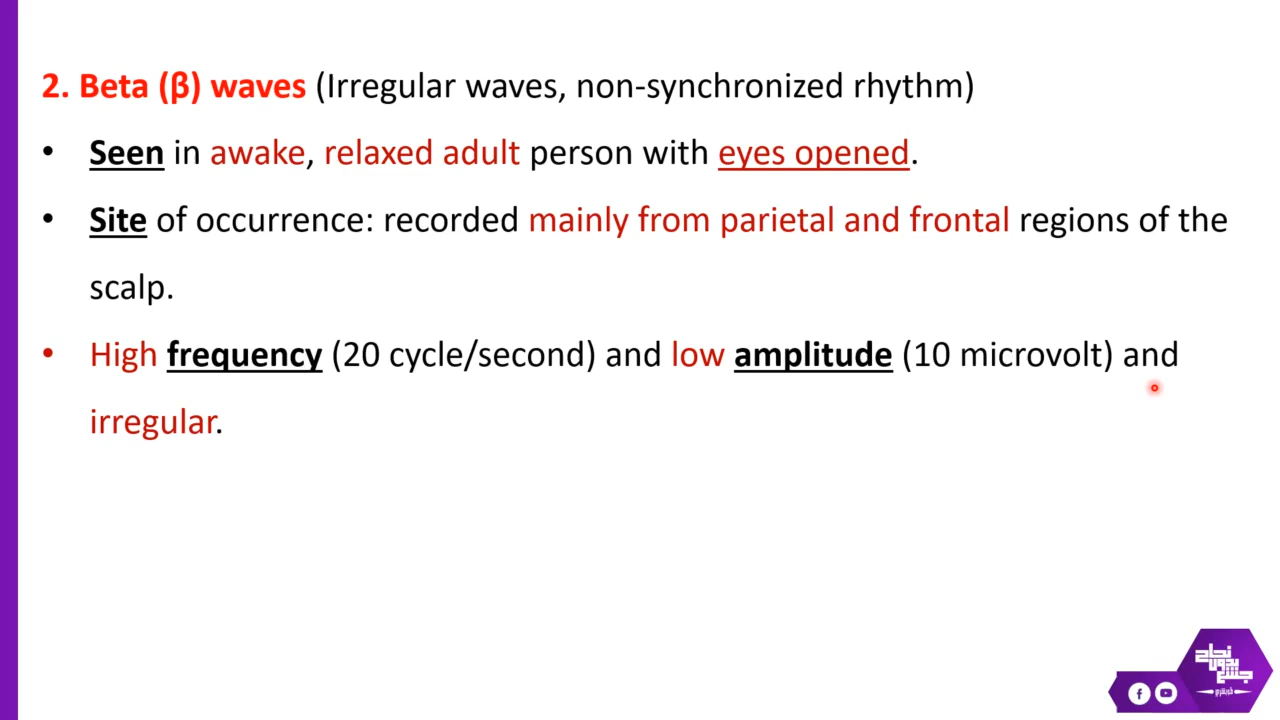 2. Beta (β) waves (Irregular waves, non-synchronized rhythm)
• Seen in awake, relaxed adult person with eyes opened.
• Site of occurrence: recorded mainly from parietal and frontal regions of the
scalp.
• High frequency (20 cycle/second) and low amplitude (10 microvolt) and
irregular.
نجاح
بدون